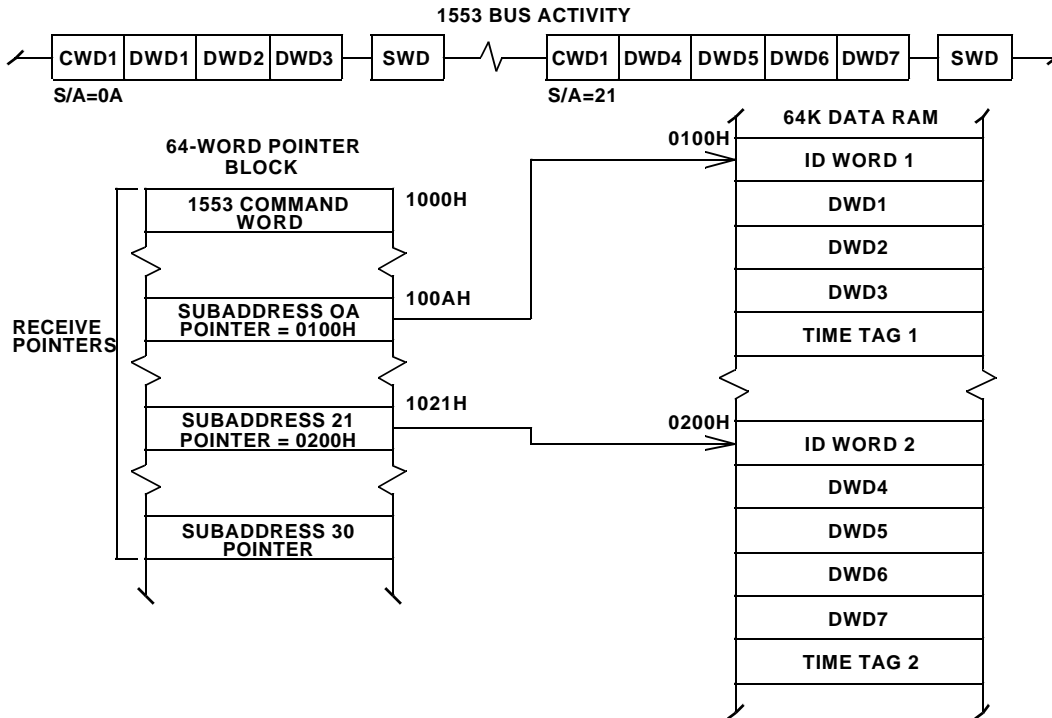 1553 BUS ACTIVITY
CWD1 DWD1 DWD2 DWD3 SWD CWD1 DWD4 DWD5 DWD6 DWD7 SWD
S/A=0A S/A=21
64-WORD POINTER
BLOCK
RECEIVE
POINTERS
1553 COMMAND
WORD
1000H
SUBADDRESS OA
POINTER = 0100H
100AH
SUBADDRESS 21
POINTER = 0200H
1021H
SUBADDRESS 30
POINTER
64K DATA RAM
0100H
ID WORD 1
DWD1
DWD2
DWD3
TIME TAG 1
0200H
ID WORD 2
DWD4
DWD5
DWD6
DWD7
TIME TAG 2